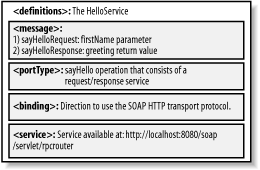 <definitions>: The HelloService
<message>:
1) sayHelloRequest: firstName parameter
2) sayHelloResponse: greeting return value
<portType>: sayHello operation that consists of a
request/response service
<binding>: Direction to use the SOAP HTTP transport protocol.
<service>: Service available at: http://localhost:8080/soap
/servlet/rpcrouter